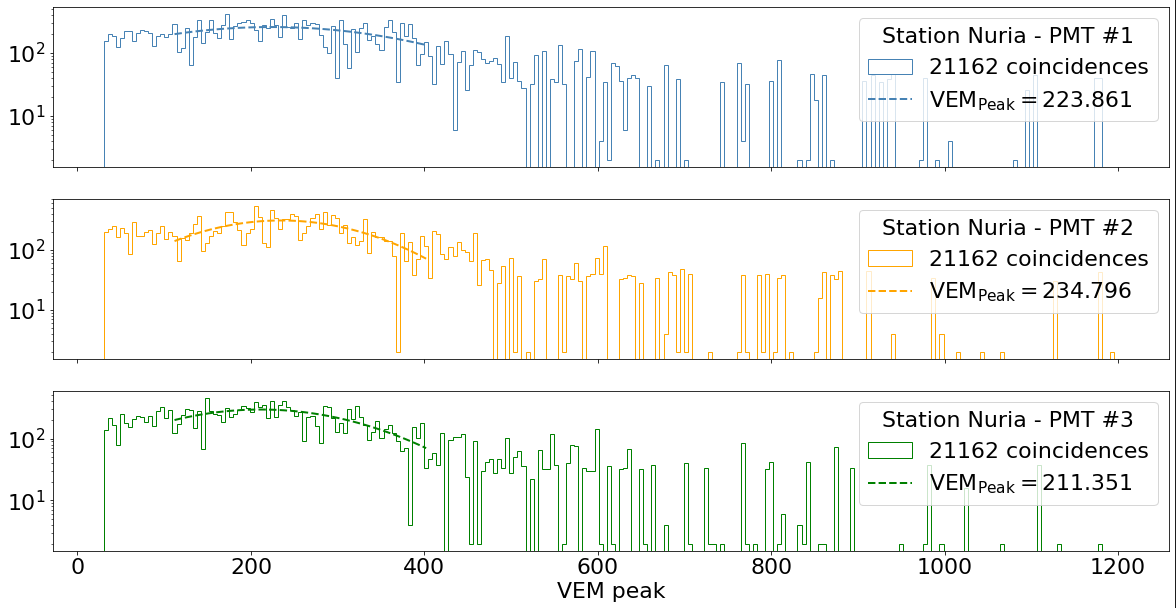 10²
10¹
Station Nuria - PMT #1
21162 coincidences
VEM_Peak = 223.861
10²
10¹
Station Nuria - PMT #2
21162 coincidences
VEM_Peak = 234.796
10²
10¹
Station Nuria - PMT #3
21162 coincidences
VEM_Peak = 211.351
0 200 400 600 800 1000 1200
VEM peak